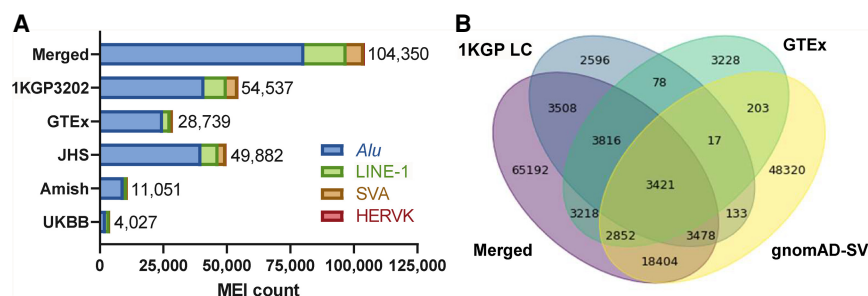 A
Merged
104,350
1KGP3202
54,537
GTEx
28,739
JHS
49,882
Amish
11,051
UKBB
4,027
Alu
LINE-1
SVA
HERVK
0
25,000
50,000
75,000
100,000
125,000
MEI count
B
1KGP LC
GTEx
2596
3228
78
3508
203
3816
17
65192
48320
3421
3218
133
2852
3478
Merged
gnomAD-SV
18404